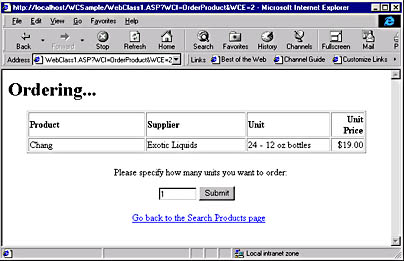 http://localhost/WCSample/WebClass1.ASP?WCI=OrderProduct&WCE=2 - Microsoft Internet Explorer
File Edit View Go Favorites Help
Back Forward Stop Refresh Home Search Favorites History Channels Fullscreen Mail P
Address WebClass1.ASP?WCI=OrderProduct&WCE=2 Links Best of the Web Channel Guide Customize Links
Ordering...
Product Supplier Unit Unit Price
Chang Exotic Liquids 24 - 12 oz bottles $19.00
Please specify how many units you want to order:
1 Submit
Go back to the Search Products page
Local intranet zone